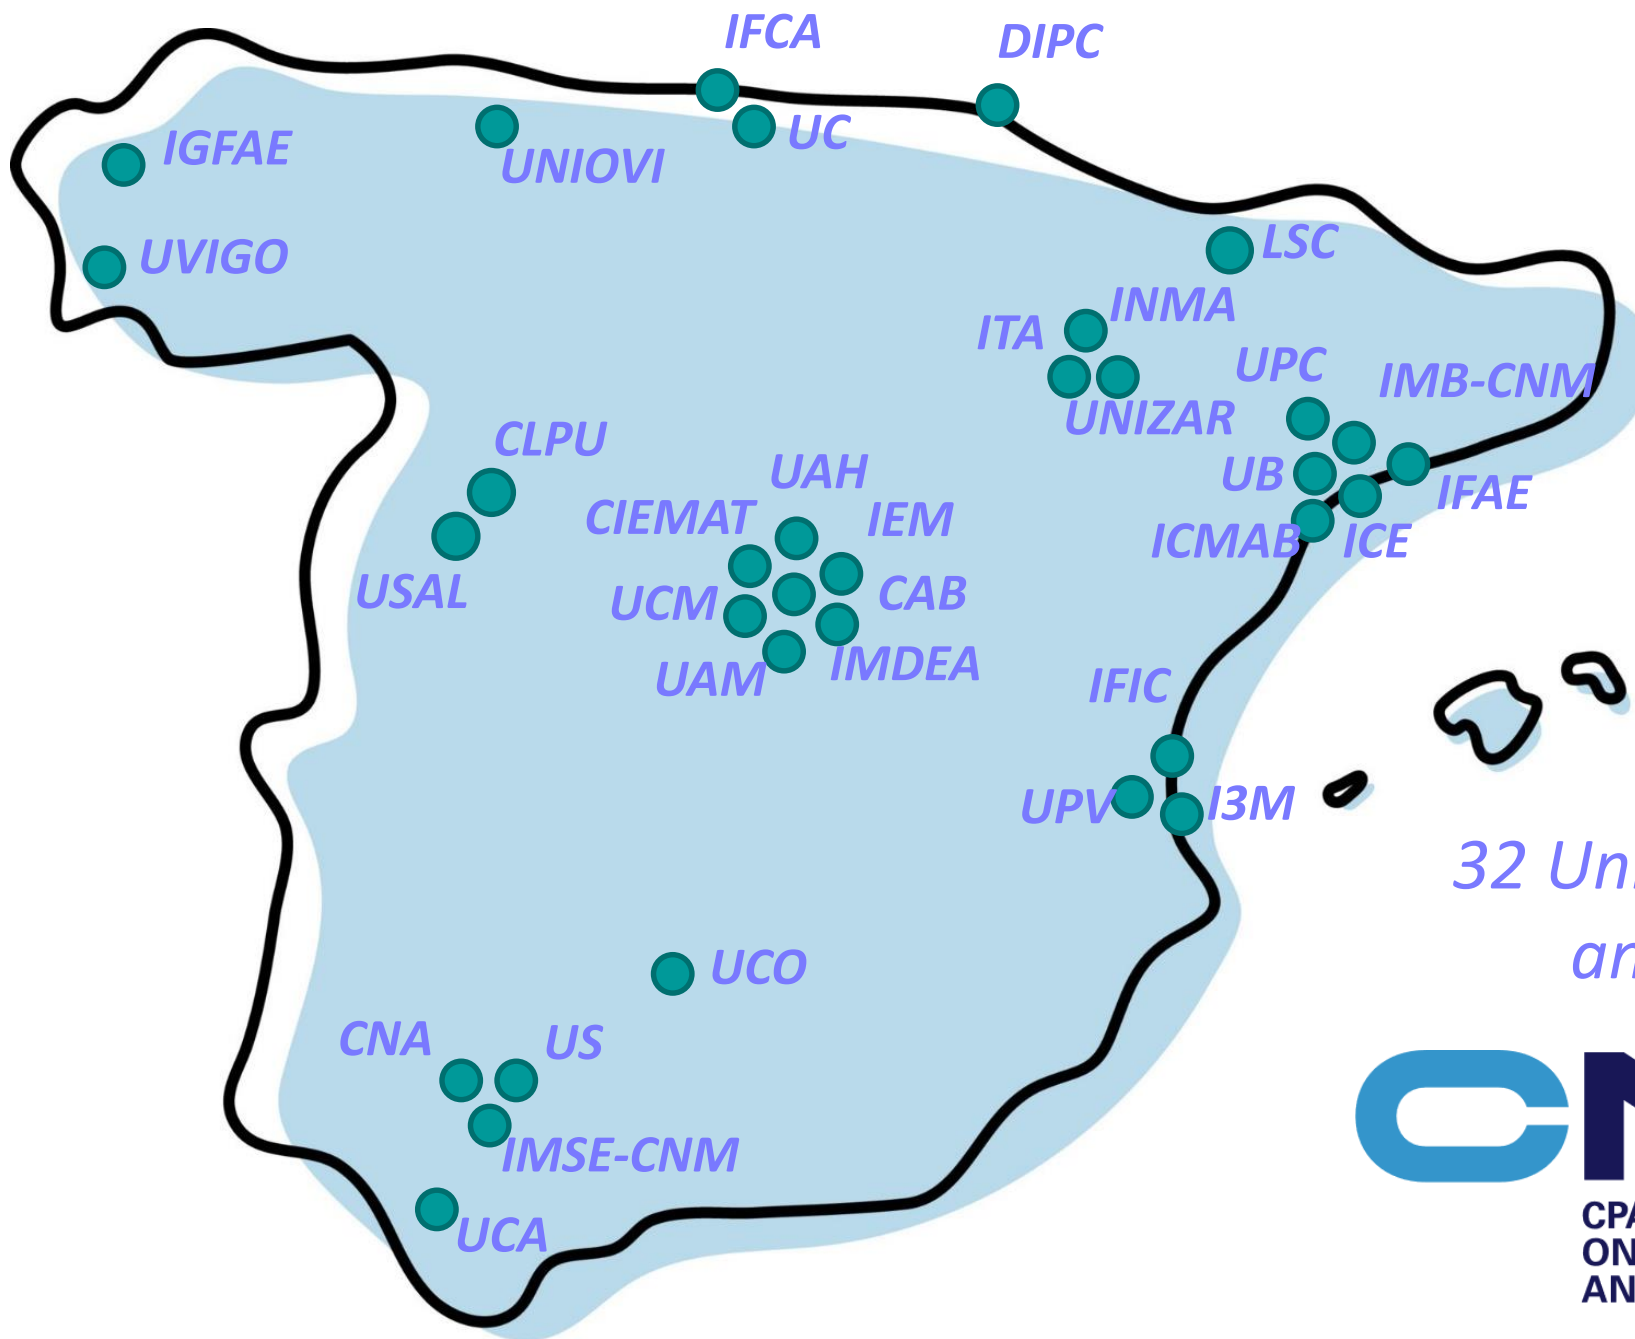 IFCA
DIPC
UC
IGFAE
UNIOVI
UVIGO
LSC
INMA
ITA
UPC
IMB-CNM
UNIZAR
CLPU
UAH
UB
IFAE
CIEMAT
IEM
ICMAB
ICE
USAL
UCM
CAB
UAM
IMDEA
IFIC
UPV
I3M
32
UCO
CNA
US
IMSE-CNM
UCA